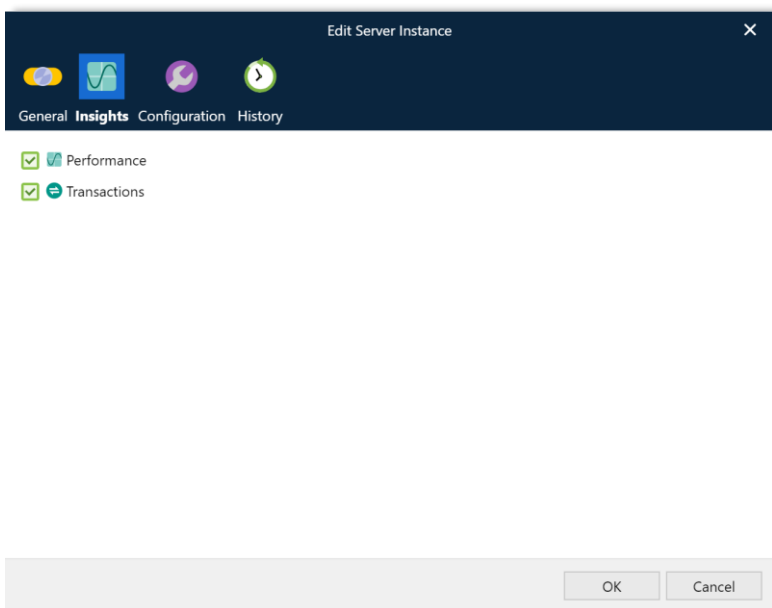 Edit Server Instance
General Insights Configuration History
Performance
Transactions
OK Cancel